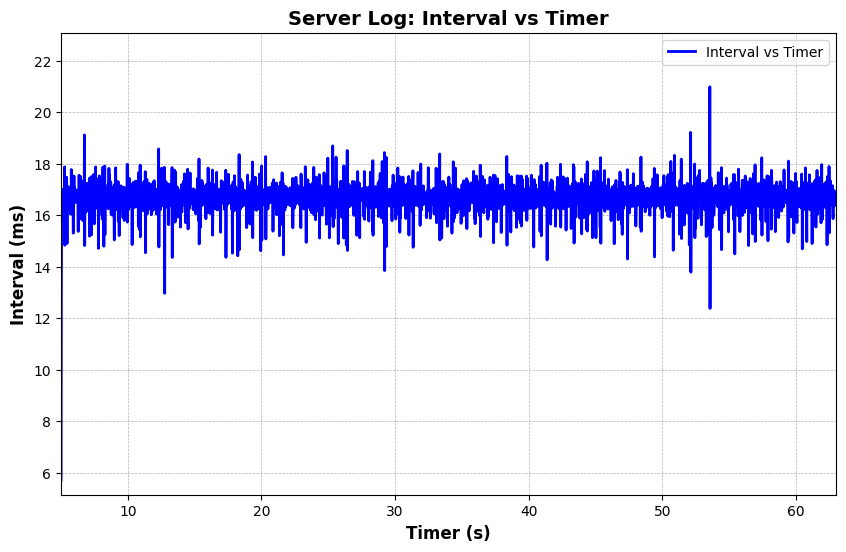 Server Log: Interval vs Timer
Interval vs Timer
22
20
18
16
14
12
10
8
6
Interval (ms)
10 20 30 40 50 60
Timer (s)